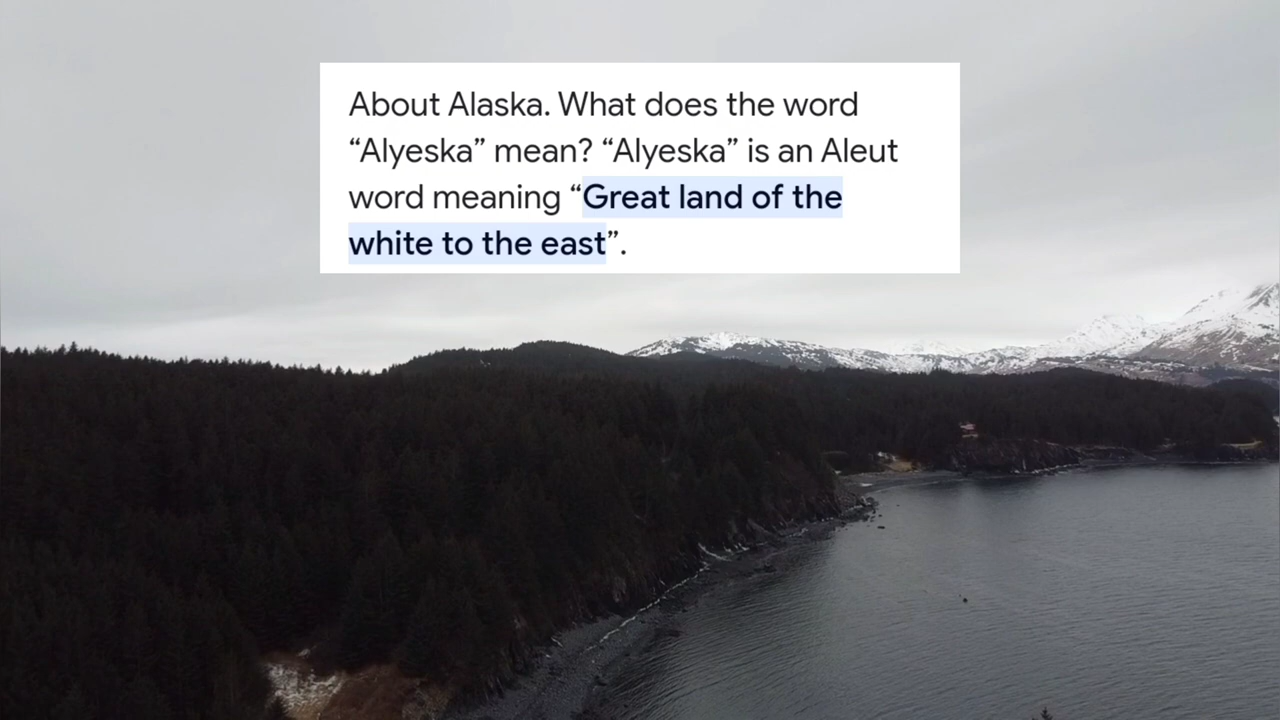 About Alaska. What does the word
“Alyeska” mean? “Alyeska” is an Aleut
word meaning “Great land of the
white to the east”.